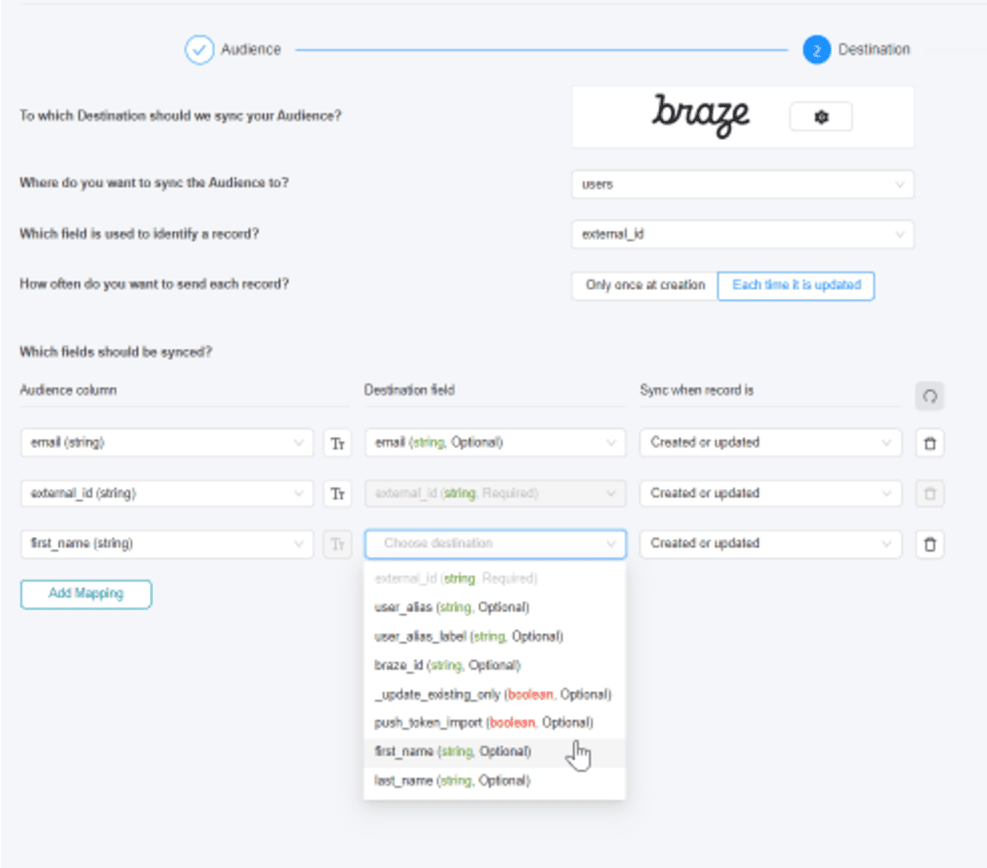 Audience
2 Destination
To which Destination should we sync your Audience?
braze
Where do you want to sync the Audience to?
users
Which field is used to identify a record?
external_id
How often do you want to send each record?
Only once at creation
Each time it is updated
Which fields should be synced?
Audience column
Destination field
Sync when record is
email (string)
Tr
email (string, Optional)
Created or updated
external_id (string)
Tr
external_id (string, Required)
Created or updated
first_name (string)
Tr
Choose destination
Created or updated
Add Mapping
external_id (string, Required)
user_alias (string, Optional)
user_alias_label (string, Optional)
braze_id (string, Optional)
_update_existing_only (boolean, Optional)
push_token_import (boolean, Optional)
first_name (string, Optional)
last_name (string, Optional)